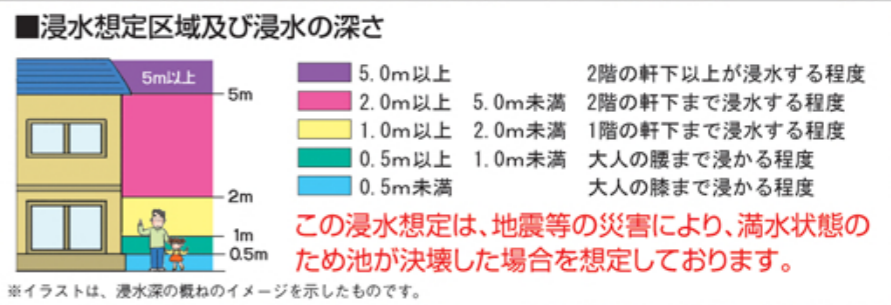 ■浸水想定区域及び浸水の深さ
5m以上
5m
2m
1m
0.5m
5.0m以上 2階の軒下以上が浸水する程度
2.0m以上 5.0m未満 2階の軒下まで浸水する程度
1.0m以上 2.0m未満 1階の軒下まで浸水する程度
0.5m以上 1.0m未満 大人の腰まで浸かる程度
0.5m未満 大人の膝まで浸かる程度
この浸水想定は、地震等の災害により、満水状態の
ため池が決壊した場合を想定しております。
※イラストは、浸水深の概ねのイメージを示したものです。